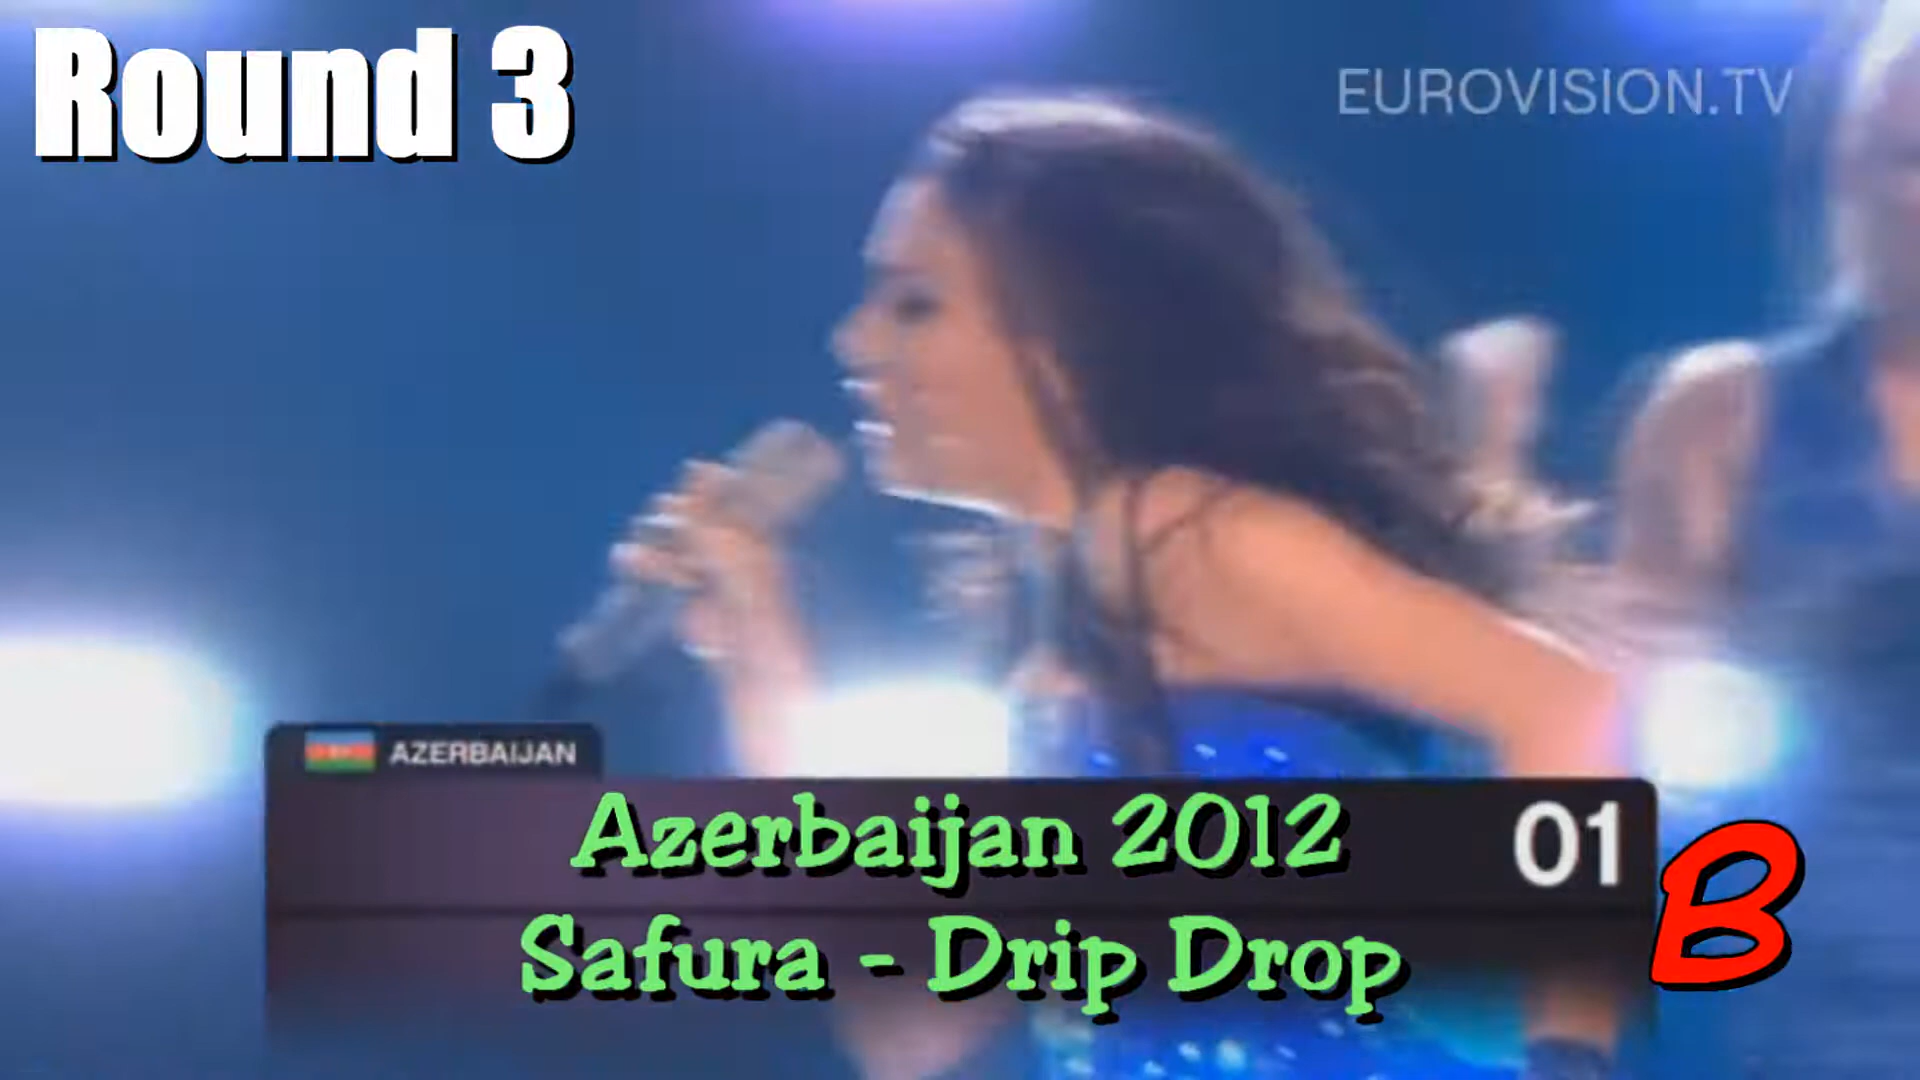 Round 3
EUROVISION.TV
AZERBAIJAN
Azerbaijan 2012
01
Safura - Drip Drop
B